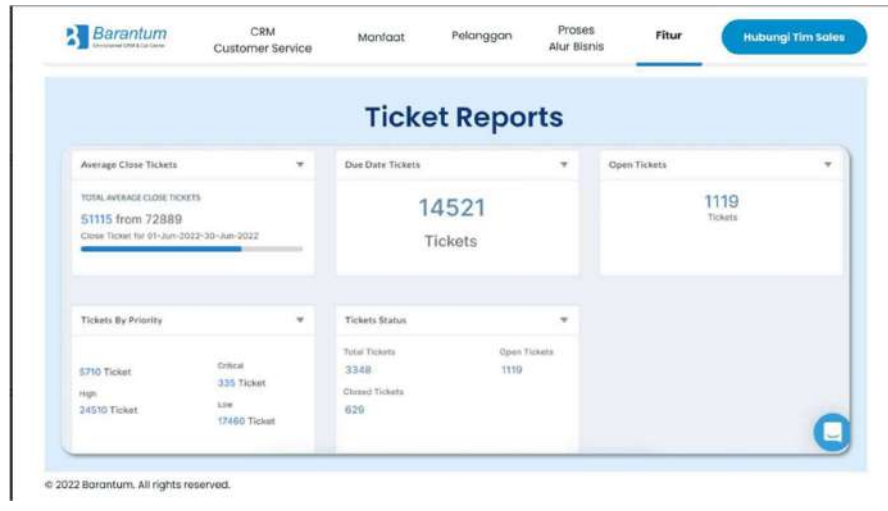 Barantum
CRM
Customer Service
Manfaat
Pelanggan
Proses
Alur Bisnis
Fitur
Hubungi Tim Sales
Ticket Reports
Average Close Tickets
TOTAL AVERAGE CLOSE TICKETS
51115 from 72889
Close Ticket for 01-Jun-2022-30-Jun-2022
Due Date Tickets
14521
Tickets
Open Tickets
1119
Tickets
Tickets By Priority
5710 Ticket
High
24510 Ticket
Critical
335 Ticket
Low
17460 Ticket
Tickets Status
Total Tickets
3348
Open Tickets
1119
Closed Tickets
629
© 2022 Barantum. All rights reserved.